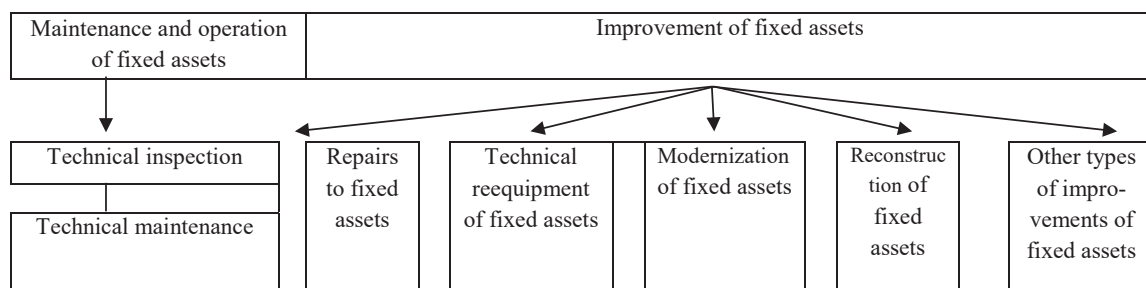 Maintenance and operation
of fixed assets
Improvement of fixed assets
Technical inspection
Technical maintenance
Repairs
to fixed
assets
Technical
reequipment
of fixed assets
Modernization
of fixed assets
Reconstruc
tion of
fixed
assets
Other types
of impro-
vements of
fixed assets